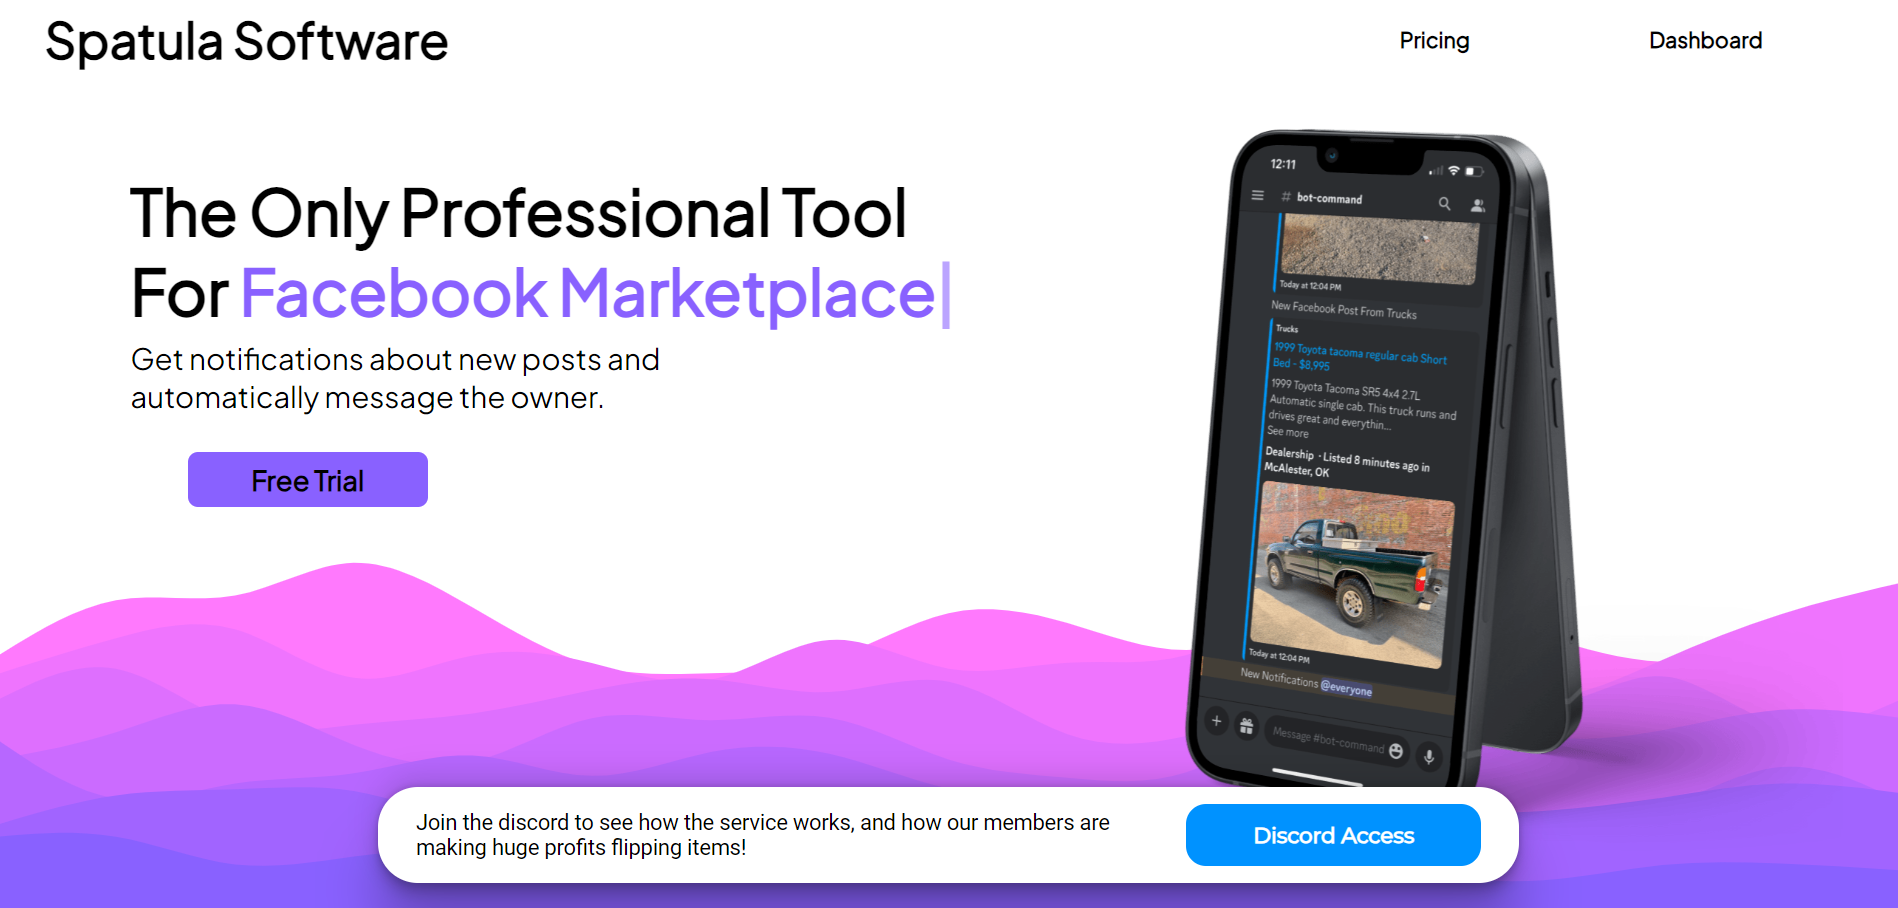 Spatula Software
Pricing
Dashboard
The Only Professional Tool
For Facebook Marketplace
Get notifications about new posts and
automatically message the owner.
Free Trial
12:11
# bot-command
Today at 12:04 PM
New Facebook Post From Trucks
Trucks
1999 Toyota tacoma regular cab Short
Bed - $8,995
1999 Toyota Tacoma SR5 4x4 2.7L
Automatic single cab. This truck runs and
drives great and everythin...
See more
Dealership · Listed 8 minutes ago in
McAlester, OK
Today at 12:04 PM
New Notifications @everyone
Message #bot-command
Join the discord to see how the service works, and how our members are
making huge profits flipping items!
Discord Access